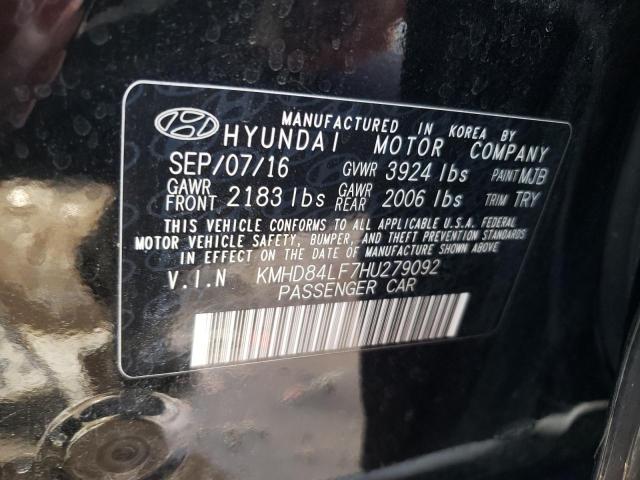 MANUFACTURED IN KOREA BY
HYUNDAI MOTOR COMPANY
SEP/07/16 GVWR 3924 lbs PAINT MJB
GAWR FRONT 2183 lbs GAWR REAR 2006 lbs TRIM TRY
THIS VEHICLE CONFORMS TO ALL APPLICABLE U.S.A. FEDERAL
MOTOR VEHICLE SAFETY, BUMPER, AND THEFT PREVENTION STANDARDS
IN EFFECT ON THE DATE OF MANUFACTURE SHOWN ABOVE.
V.I.N KMHD84LF7HU279092
PASSENGER CAR